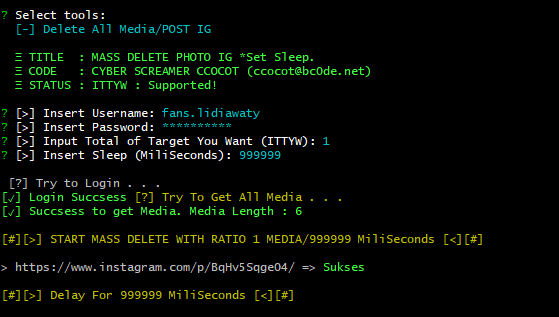 ? Select tools:
[-] Delete All Media/POST IG
Ξ TITLE : MASS DELETE PHOTO IG *Set Sleep.
Ξ CODE : CYBER SCREAMER CCOCOT (ccocot@bc0de.net)
Ξ STATUS : ITTYW : Supported!
? [>] Insert Username: fans.lidiawaty
? [>] Insert Password: **********
? [>] Input Total of Target You Want (ITTYW): 1
? [>] Insert Sleep (MiliSeconds): 999999
[?] Try to Login . . .
[✓] Login Succsess [?] Try To Get All Media . . .
[✓] Succsess to get Media. Media Length : 6
[#][>] START MASS DELETE WITH RATIO 1 MEDIA/999999 MiliSeconds [<][#]
> https://www.instagram.com/p/BqHv5Sqge04/ => Sukses
[#][>] Delay For 999999 MiliSeconds [<][#]